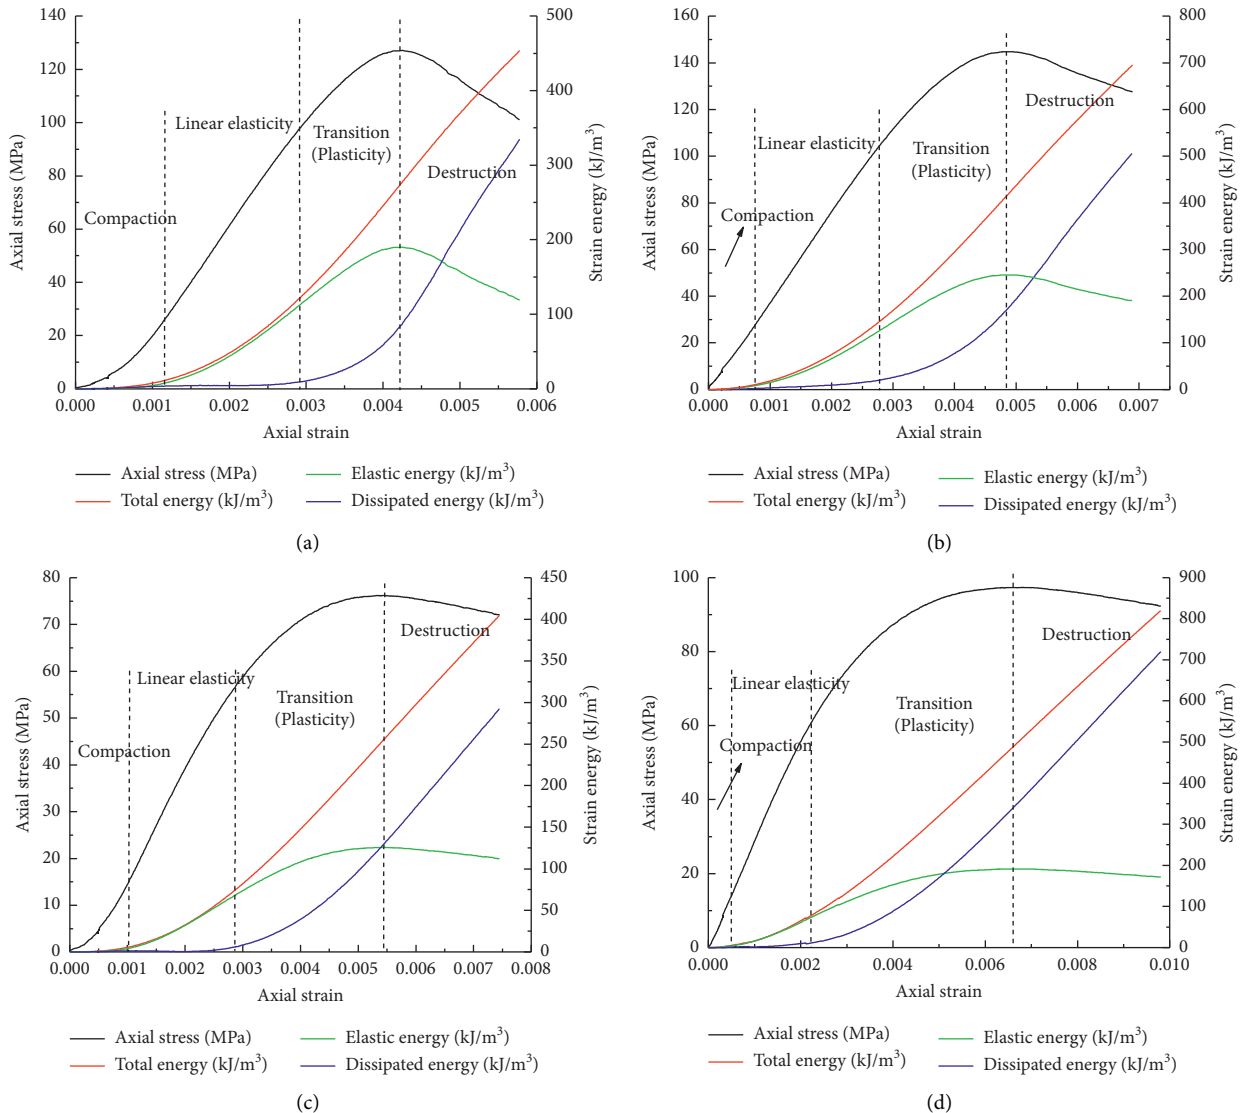 (a)
140
120
100
80
60
40
20
0
Axial stress (MPa)
500
400
300
200
100
0
Strain energy (kJ/m³)
Compaction
Linear elasticity
Transition
(Plasticity)
Destruction
0.000 0.001 0.002 0.003 0.004 0.005 0.006
Axial strain
Axial stress (MPa)
Total energy (kJ/m³)
Elastic energy (kJ/m³)
Dissipated energy (kJ/m³)
(a)
160
140
120
100
80
60
40
20
0
Axial stress (MPa)
800
700
600
500
400
300
200
100
0
Strain energy (kJ/m³)
Compaction
Linear elasticity
Transition
(Plasticity)
Destruction
0.000 0.001 0.002 0.003 0.004 0.005 0.006 0.007
Axial strain
Axial stress (MPa)
Total energy (kJ/m³)
Elastic energy (kJ/m³)
Dissipated energy (kJ/m³)
(b)
80
70
60
50
40
30
20
10
0
Axial stress (MPa)
450
400
350
300
250
200
150
100
50
0
Strain energy (kJ/m³)
Compaction
Linear elasticity
Transition
(Plasticity)
Destruction
0.000 0.001 0.002 0.003 0.004 0.005 0.006 0.007 0.008
Axial strain
Axial stress (MPa)
Total energy (kJ/m³)
Elastic energy (kJ/m³)
Dissipated energy (kJ/m³)
(c)
100
80
60
40
20
0
Axial stress (MPa)
900
800
700
600
500
400
300
200
100
0
Strain energy (kJ/m³)
Compaction
Linear elasticity
Transition
(Plasticity)
Destruction
0.000 0.002 0.004 0.006 0.008 0.010
Axial strain
Axial stress (MPa)
Total energy (kJ/m³)
Elastic energy (kJ/m³)
Dissipated energy (kJ/m³)
(d)